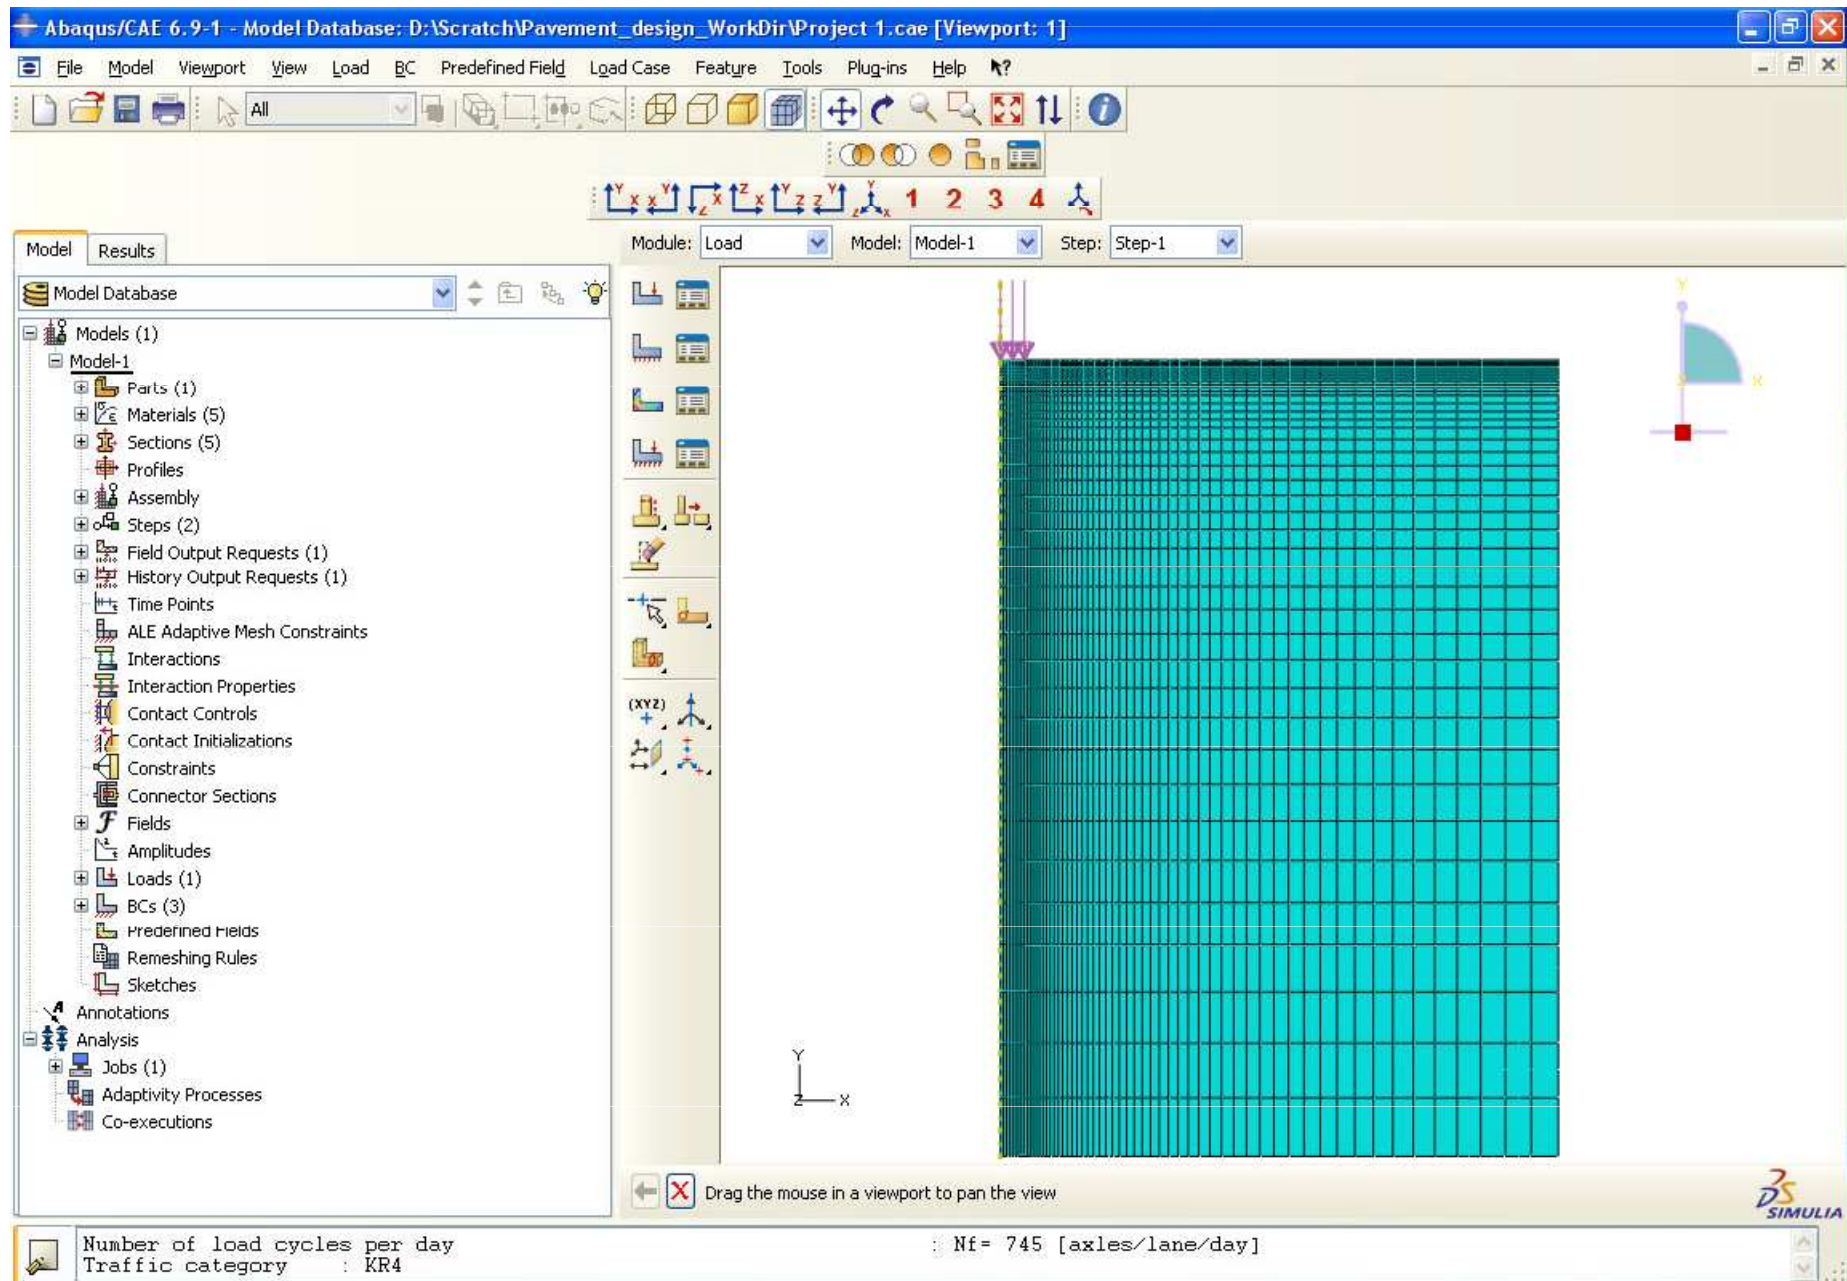 Abaqus/CAE 6.9-1 - Model Database: D:\Scratch\Pavement_design_WorkDir\Project 1.cae [Viewport: 1]
File Model Viewport View Load BC Predefined Field Load Case Feature Tools Plug-ins Help ?
All
Y X X Y X Z Z X Y Z Z Y Y Z X 1 2 3 4
Model Results
Module: Load Model: Model-1 Step: Step-1
Model Database
Models (1)
Model-1
Parts (1)
Materials (5)
Sections (5)
Profiles
Assembly
Steps (2)
Field Output Requests (1)
History Output Requests (1)
Time Points
ALE Adaptive Mesh Constraints
Interactions
Interaction Properties
Contact Controls
Contact Initializations
Constraints
Connector Sections
Fields
Amplitudes
Loads (1)
BCs (3)
Predefined Fields
Remeshing Rules
Sketches
Annotations
Analysis
Jobs (1)
Adaptivity Processes
Co-executions
(XYZ)
Y
X
Y
Z X
Drag the mouse in a viewport to pan the view
SIMULIA
Number of load cycles per day : Nf= 745 [axles/lane/day]
Traffic category : KR4